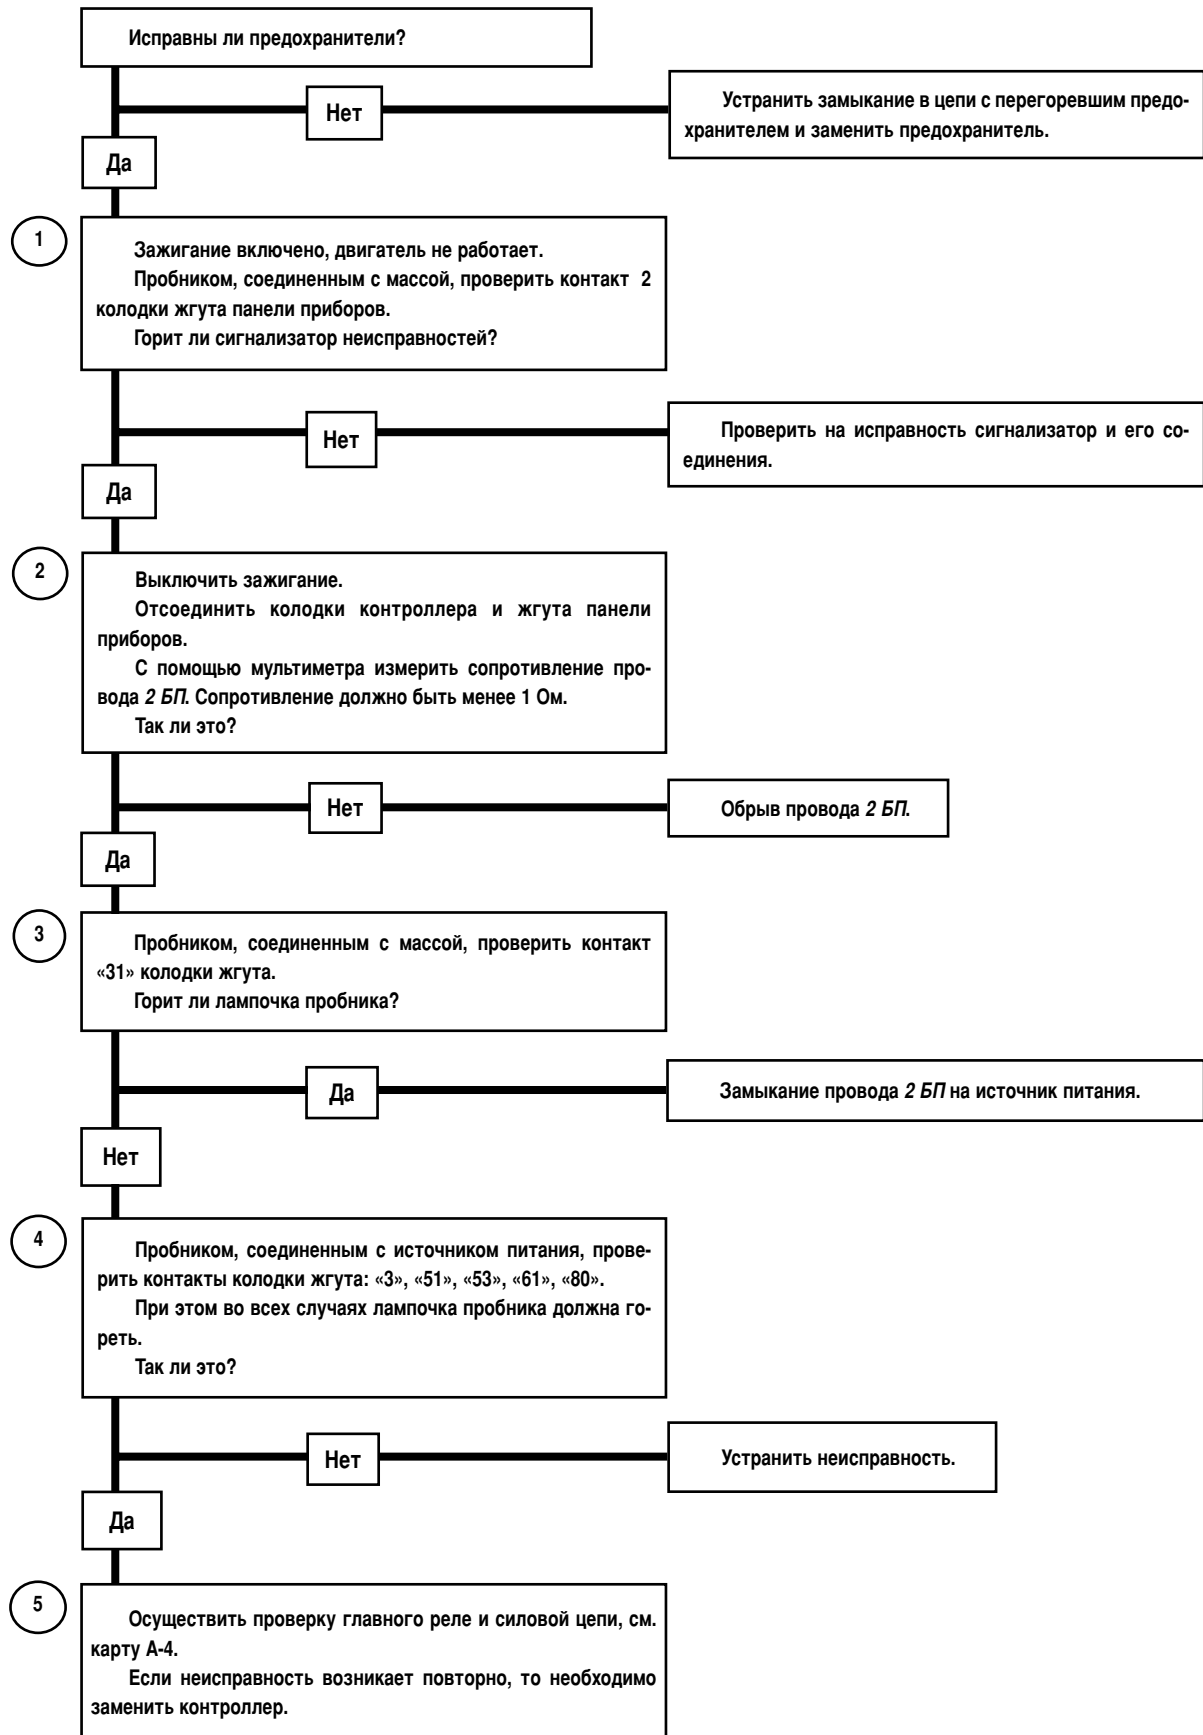 Исправны ли предохранители?
Нет
Устранить замыкание в цепи с перегоревшим предо-
хранителем и заменить предохранитель.
Да
1
Зажигание включено, двигатель не работает.
Пробником, соединенным с массой, проверить контакт 2
колодки жгута панели приборов.
Горит ли сигнализатор неисправностей?
Нет
Проверить на исправность сигнализатор и его со-
единения.
Да
2
Выключить зажигание.
Отсоединить колодки контроллера и жгута панели
приборов.
С помощью мультиметра измерить сопротивление про-
вода 2 БП. Сопротивление должно быть менее 1 Ом.
Так ли это?
Нет
Обрыв провода 2 БП.
Да
3
Пробником, соединенным с массой, проверить контакт
«31» колодки жгута.
Горит ли лампочка пробника?
Да
Замыкание провода 2 БП на источник питания.
Нет
4
Пробником, соединенным с источником питания, прове-
рить контакты колодки жгута: «3», «51», «53», «61», «80».
При этом во всех случаях лампочка пробника должна го-
реть.
Так ли это?
Нет
Устранить неисправность.
Да
5
Осуществить проверку главного реле и силовой цепи, см.
карту А-4.
Если неисправность возникает повторно, то необходимо
заменить контроллер.